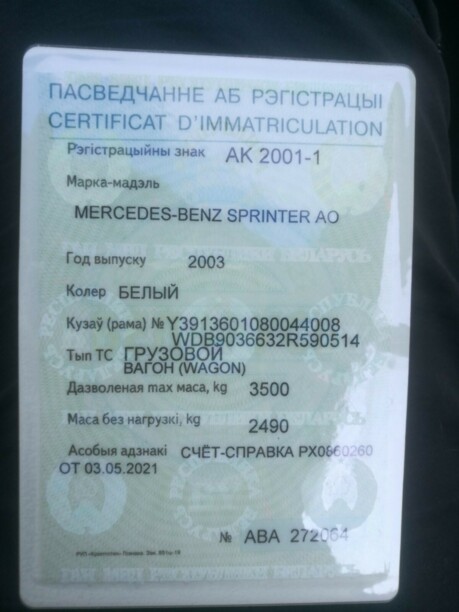 ПАСВЕДЧАННЕ АБ РЭГІСТРАЦЫІ
CERTIFICAT D'IMMATRICULATION
Рэгістрацыйны знак АК 2001-1
Марка-мадэль
MERCEDES-BENZ SPRINTER АО
Год выпуску 2003
Колер БЕЛЫЙ
Кузаў (рама) № Y3913601080044008
WDB9036632R590514
Тып ТС ГРУЗОВОЙ
ВАГОН (WAGON)
Дазволеная max маса, kg 3500
Маса без нагрузкі, kg 2490
Асобыя адзнакі СЧЁТ-СПРАВКА РХ0860260
ОТ 03.05.2021
№ АВА 272064